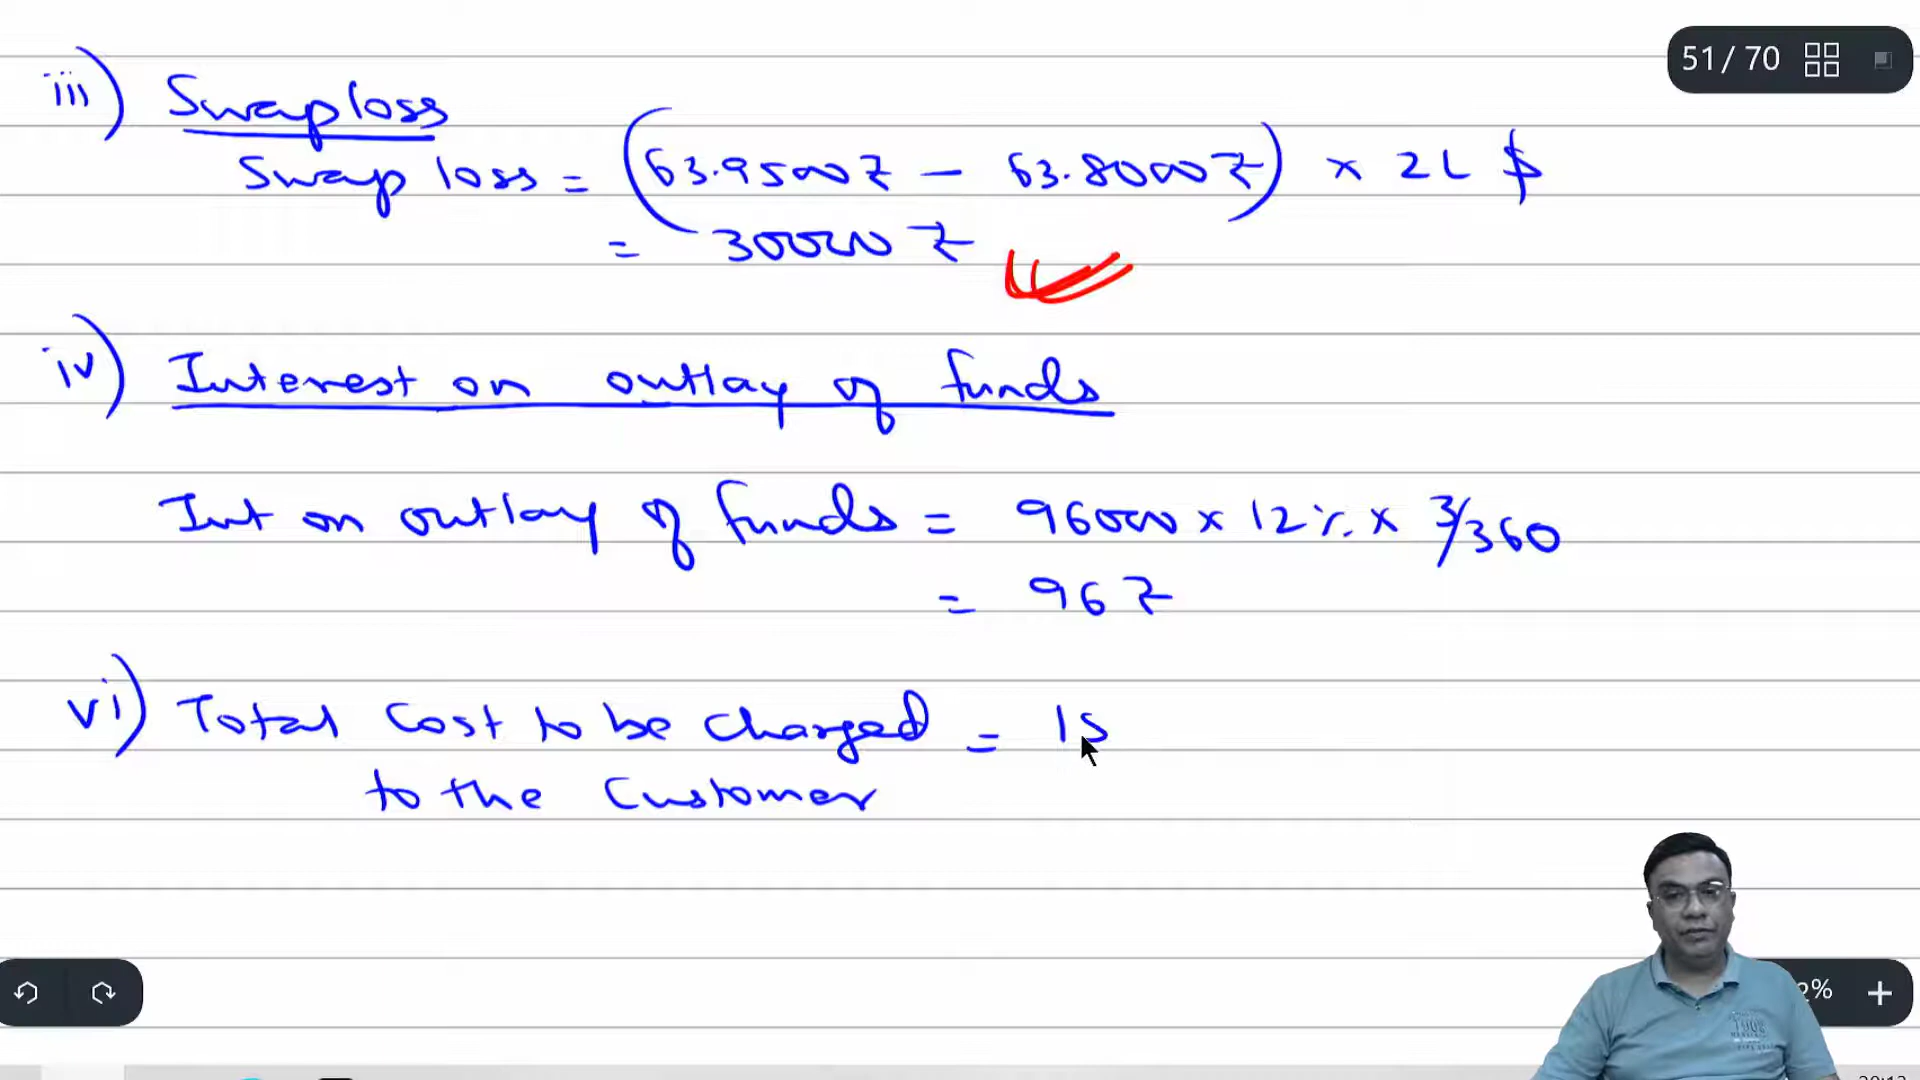 51 / 70
iii) Swap loss
Swap loss = (63.9500₹ - 63.8000₹) × 2L $
= 30000 ₹
iv) Interest on outlay of funds
Int on outlay of funds = 96000 × 12% × 3/360
= 96 ₹
vi) Total Cost to be charged = 15
to the Customer
2%